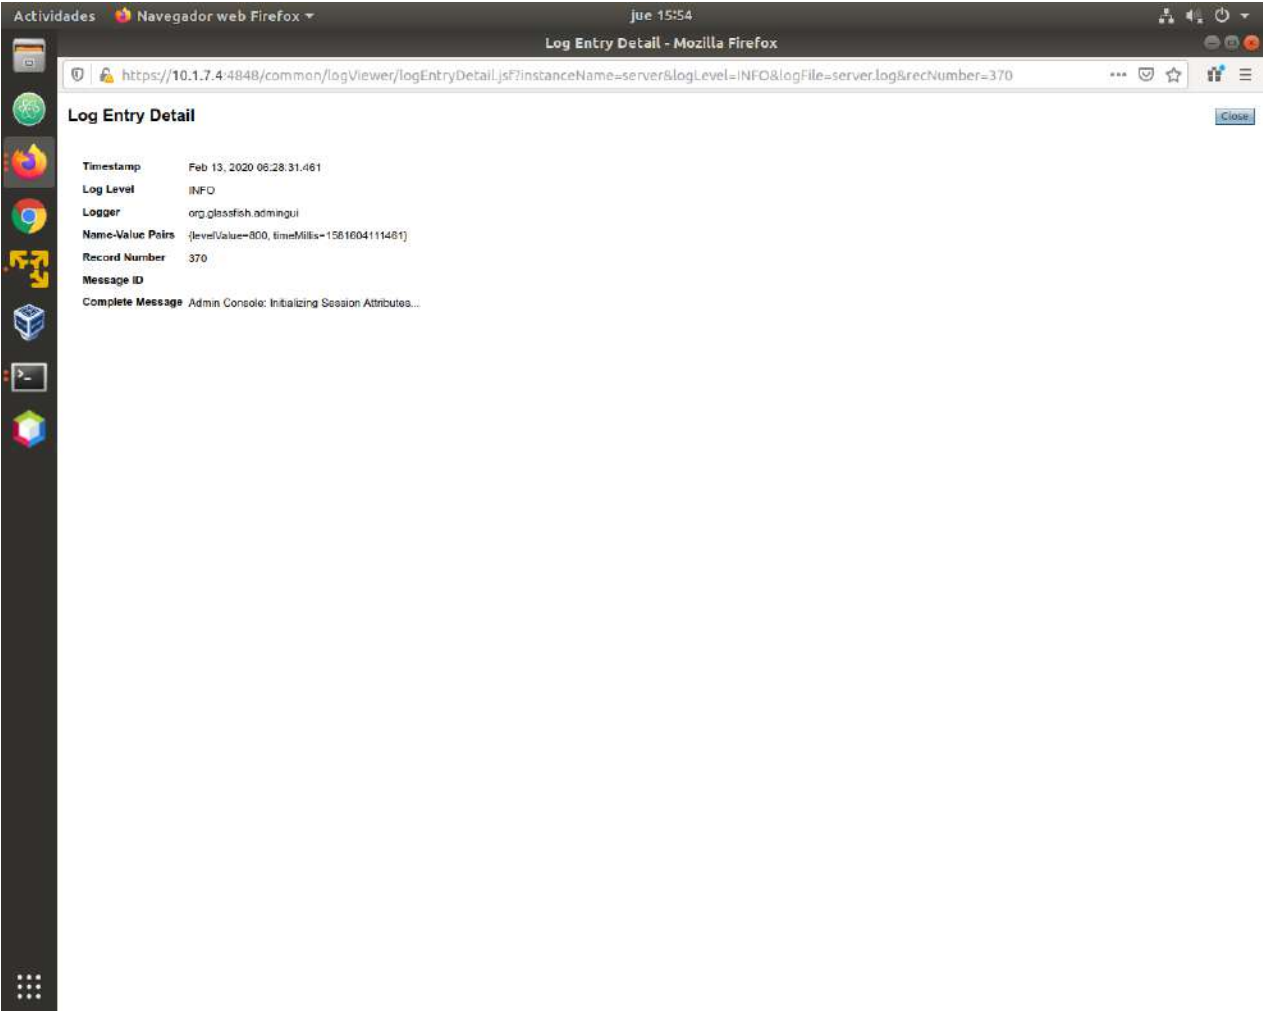 Actividades Navegador web Firefox jue 15:54
Log Entry Detail - Mozilla Firefox
https://10.1.7.4:4848/common/logViewer/logEntryDetail.jsf?instanceName=server&logLevel=INFO&logFile=server.log&recNumber=370
Log Entry Detail Close
Timestamp Feb 13, 2020 06:28:31.461
Log Level INFO
Logger org.glassfish.admingui
Name-Value Pairs {levelValue=800, timeMillis=1581604111461}
Record Number 370
Message ID
Complete Message Admin Console: Initializing Session Attributes...